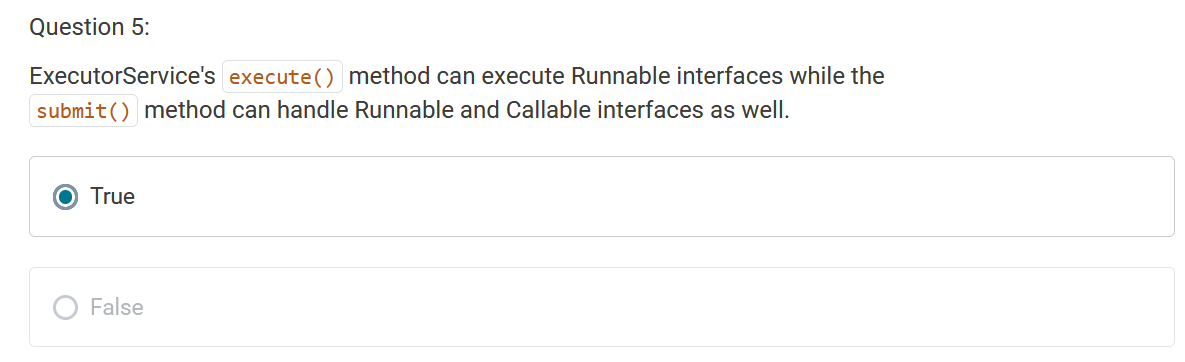 Question 5:
ExecutorService's execute() method can execute Runnable interfaces while the
submit() method can handle Runnable and Callable interfaces as well.
True
False